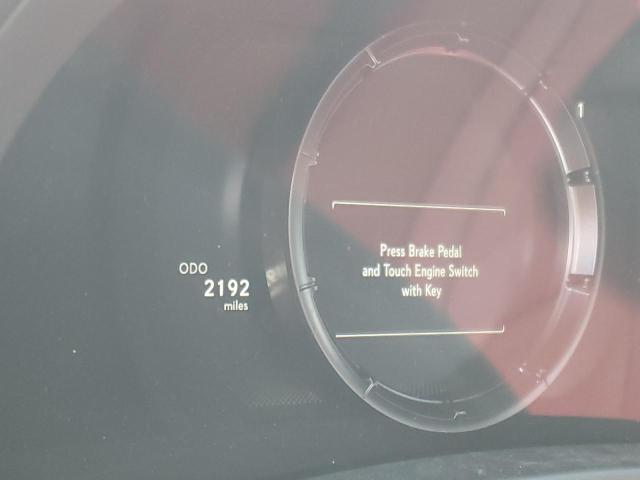 1
Press Brake Pedal
and Touch Engine Switch
with Key
ODO
2192
miles